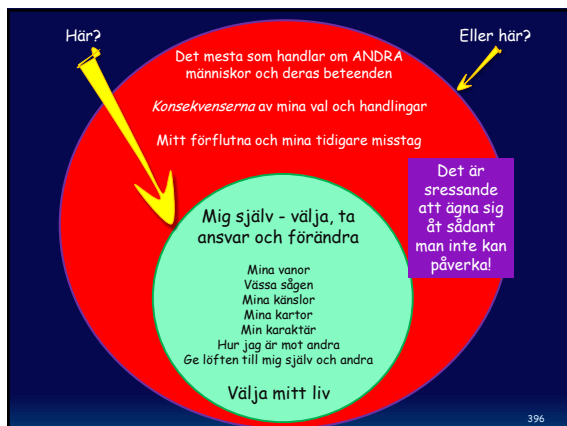 Här?
Eller här?
Det mesta som handlar om ANDRA
människor och deras beteenden
Konsekvenserna av mina val och handlingar
Mitt förflutna och mina tidigare misstag
Det är
sressande
att ägna sig
åt sådant
man inte kan
påverka!
Mig själv - välja, ta
ansvar och förändra
Mina vanor
Vässa sågen
Mina känslor
Mina kartor
Min karaktär
Hur jag är mot andra
Ge löften till mig själv och andra
Välja mitt liv
396